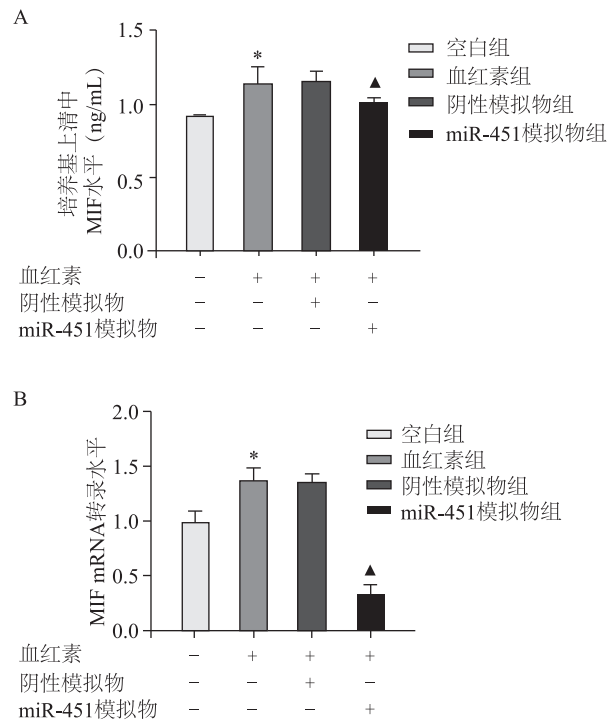 A
培养基上清中
MIF水平（ng/mL）
1.5
1.0
0.5
0.0
*
▲
空白组
血红素组
阴性模拟物组
miR-451模拟物组
血红素 − + + +
阴性模拟物 − − + −
miR-451模拟物 − − − +
B
MIF mRNA转录水平
2.0
1.5
1.0
0.5
0.0
*
▲
空白组
血红素组
阴性模拟物组
miR-451模拟物组
血红素 − + + +
阴性模拟物 − − + −
miR-451模拟物 − − − +